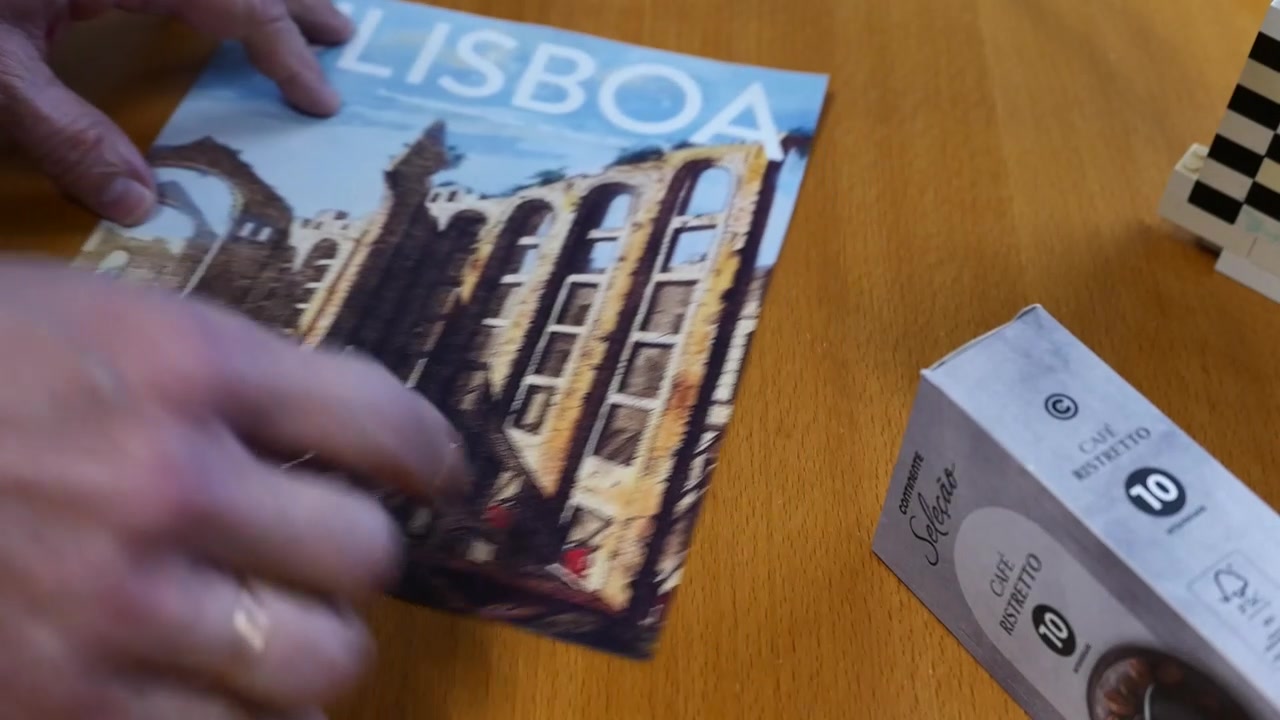 LISBOA
©
CAFÉ
RISTRETTO
10
continente
Seleção
CAFÉ
RISTRETTO
10